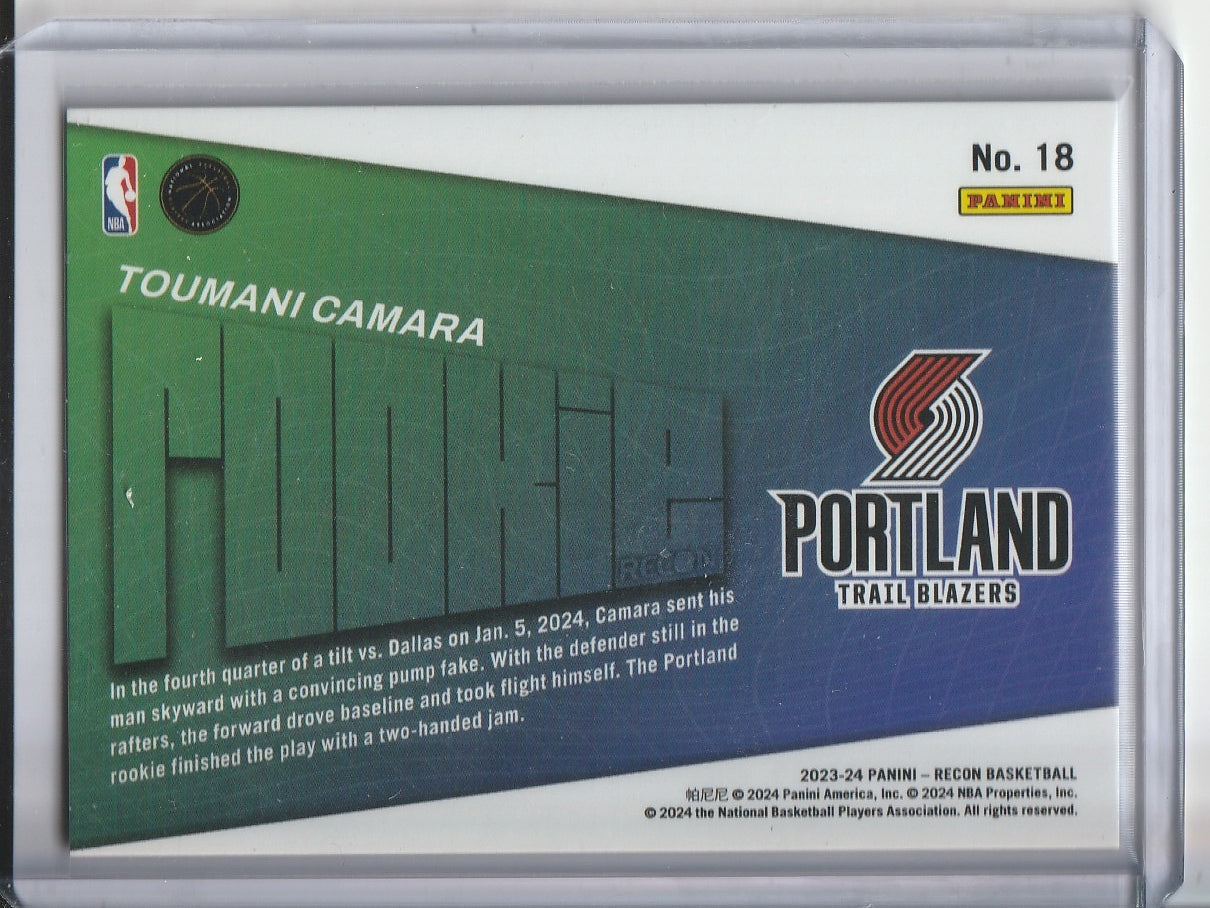 No. 18
PANINI
NBA
TOUMANI CAMARA
rookie
RECON
PORTLAND
TRAIL BLAZERS
In the fourth quarter of a tilt vs. Dallas on Jan. 5, 2024, Camara sent his
man skyward with a convincing pump fake. With the defender still in the
rafters, the forward drove baseline and took flight himself. The Portland
rookie finished the play with a two-handed jam.
2023-24 PANINI – RECON BASKETBALL
帕尼尼 © 2024 Panini America, Inc. © 2024 NBA Properties, Inc.
© 2024 the National Basketball Players Association. All rights reserved.